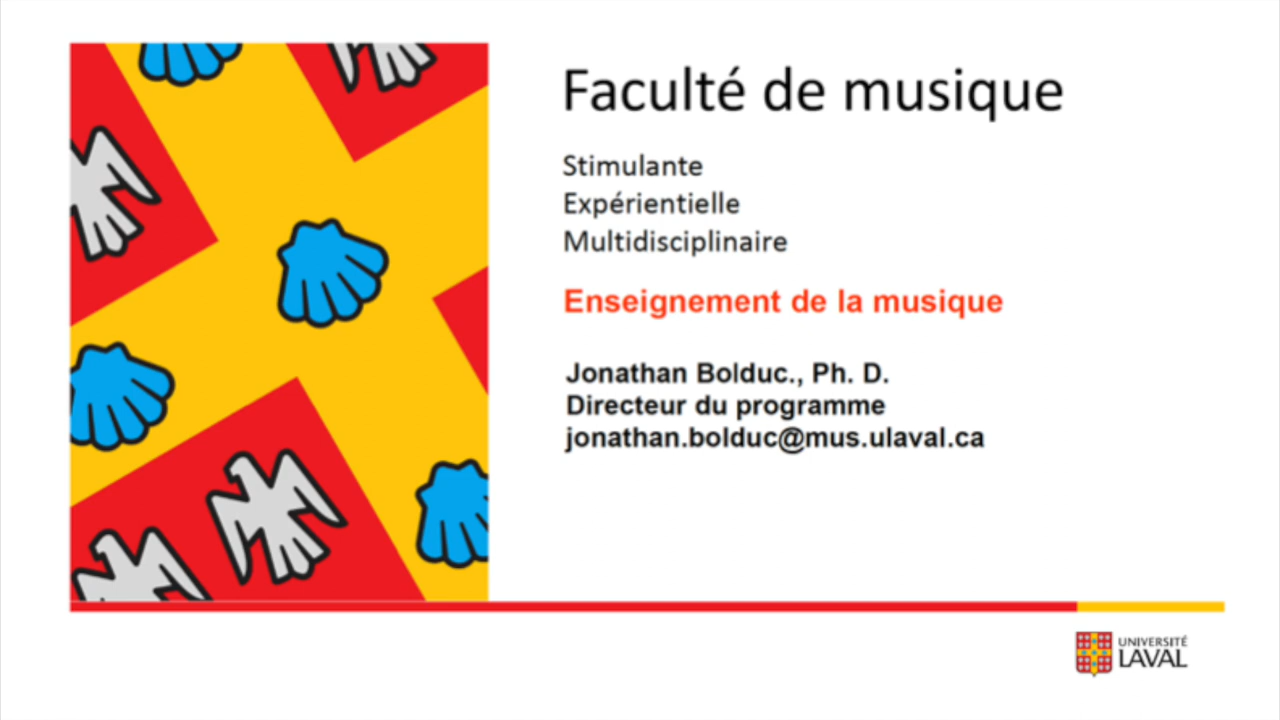 Faculté de musique
Stimulante
Expérientielle
Multidisciplinaire
Enseignement de la musique
Jonathan Bolduc., Ph. D.
Directeur du programme
jonathan.bolduc@mus.ulaval.ca
UNIVERSITÉ
LAVAL